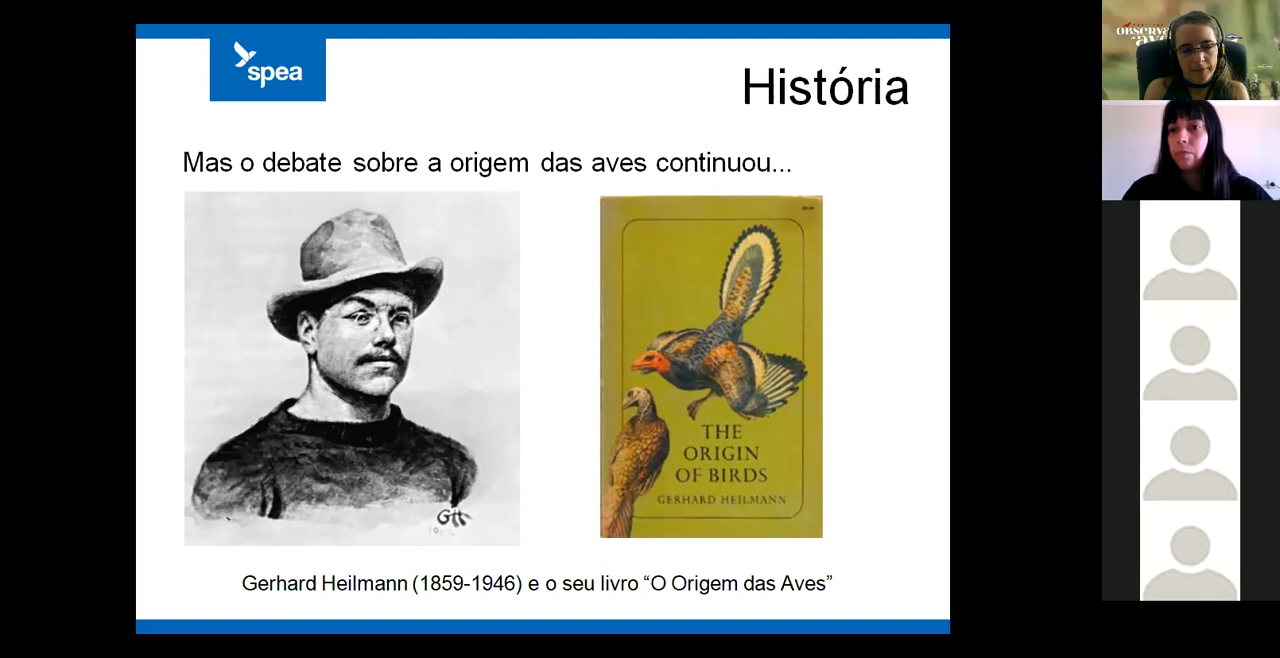 spea
História
Mas o debate sobre a origem das aves continuou...
GH
THE
ORIGIN
OF BIRDS
GERHARD HEILMANN
Gerhard Heilmann (1859-1946) e o seu livro “O Origem das Aves”